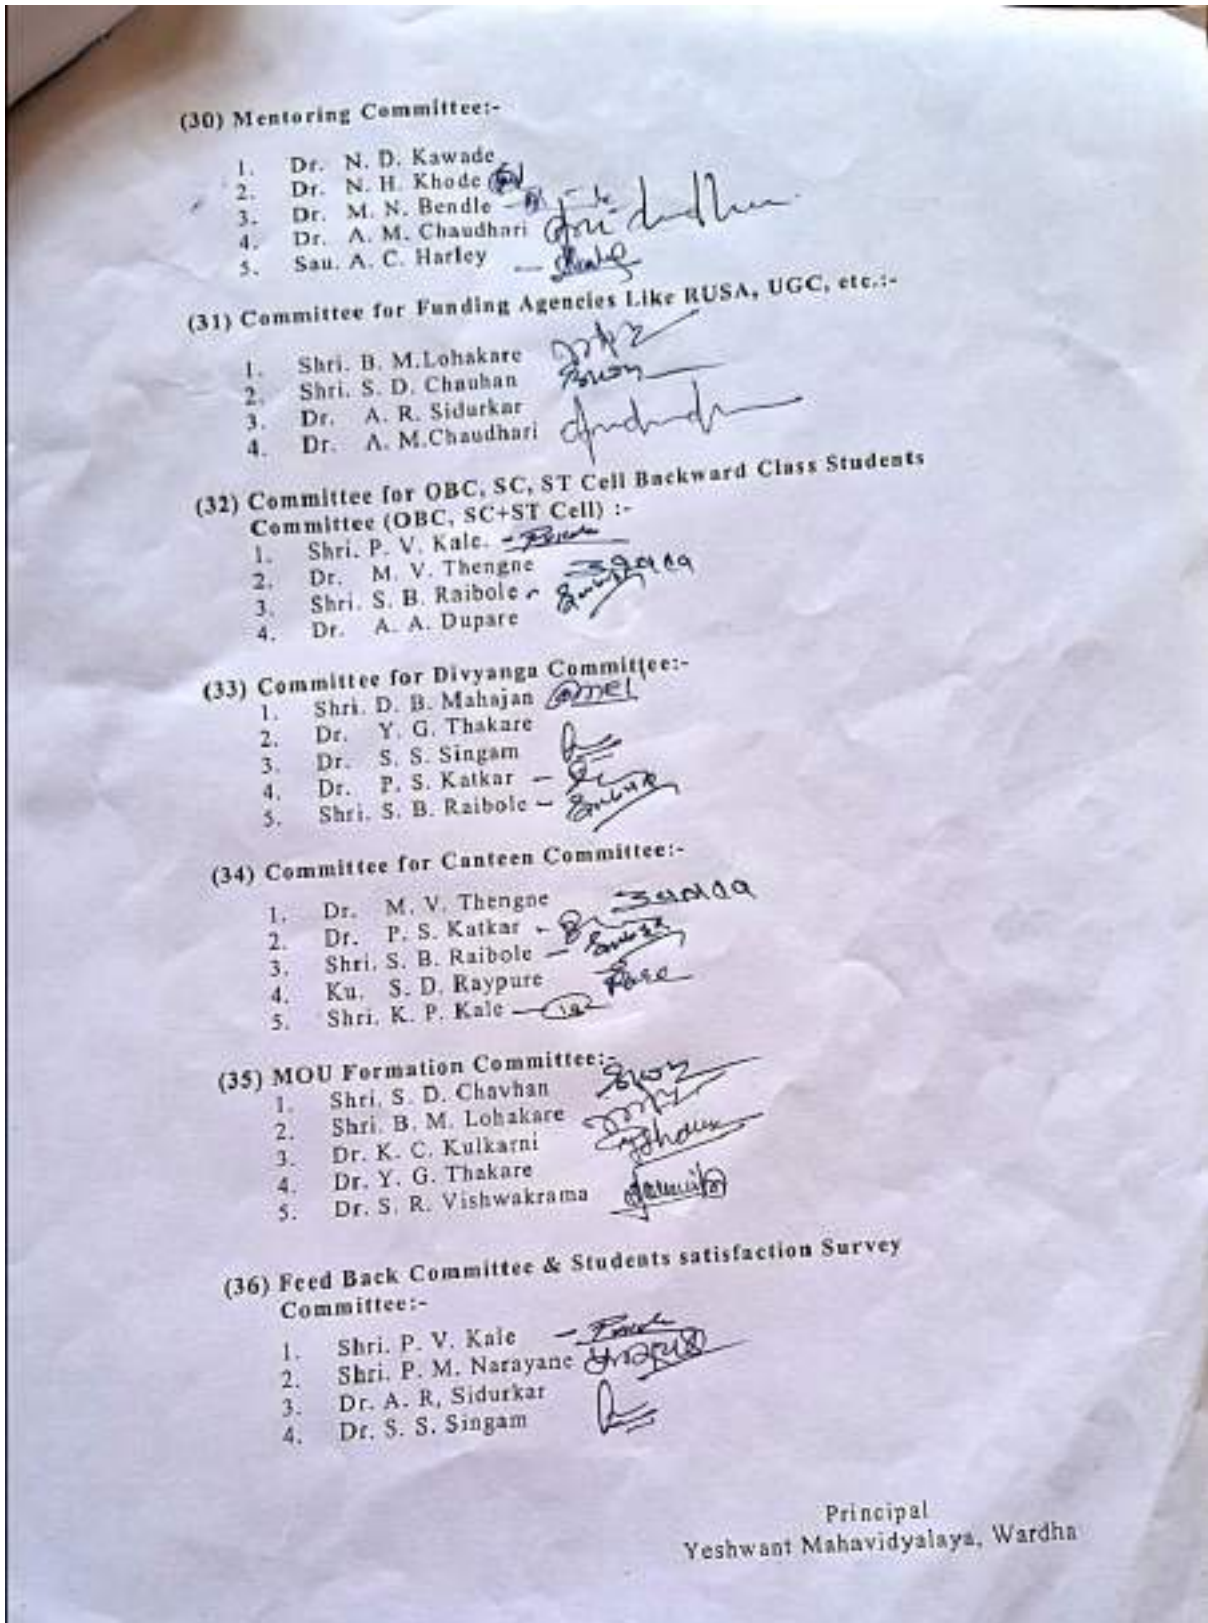 (30) Mentoring Committee:-
1. Dr. N. D. Kawade
2. Dr. N. H. Khode
3. Dr. M. N. Bendle
4. Dr. A. M. Chaudhari
5. Sau. A. C. Harley
(31) Committee for Funding Agencies Like RUSA, UGC, etc.:-
1. Shri. B. M.Lohakare
2. Shri. S. D. Chauhan
3. Dr. A. R. Sidurkar
4. Dr. A. M.Chaudhari
(32) Committee for OBC, SC, ST Cell Backward Class Students
Committee (OBC, SC+ST Cell) :-
1. Shri. P. V. Kale.
2. Dr. M. V. Thengne
3. Shri. S. B. Raibole
4. Dr. A. A. Dupare
(33) Committee for Divyanga Committee:-
1. Shri. D. B. Mahajan
2. Dr. Y. G. Thakare
3. Dr. S. S. Singam
4. Dr. P. S. Katkar
5. Shri. S. B. Raibole
(34) Committee for Canteen Committee:-
1. Dr. M. V. Thengne
2. Dr. P. S. Katkar
3. Shri. S. B. Raibole
4. Ku. S. D. Raypure
5. Shri. K. P. Kale
(35) MOU Formation Committee:-
1. Shri. S. D. Chavhan
2. Shri. B. M. Lohakare
3. Dr. K. C. Kulkarni
4. Dr. Y. G. Thakare
5. Dr. S. R. Vishwakrama
(36) Feed Back Committee & Students satisfaction Survey
Committee:-
1. Shri. P. V. Kale
2. Shri. P. M. Narayane
3. Dr. A. R, Sidurkar
4. Dr. S. S. Singam
Principal
Yeshwant Mahavidyalaya, Wardha